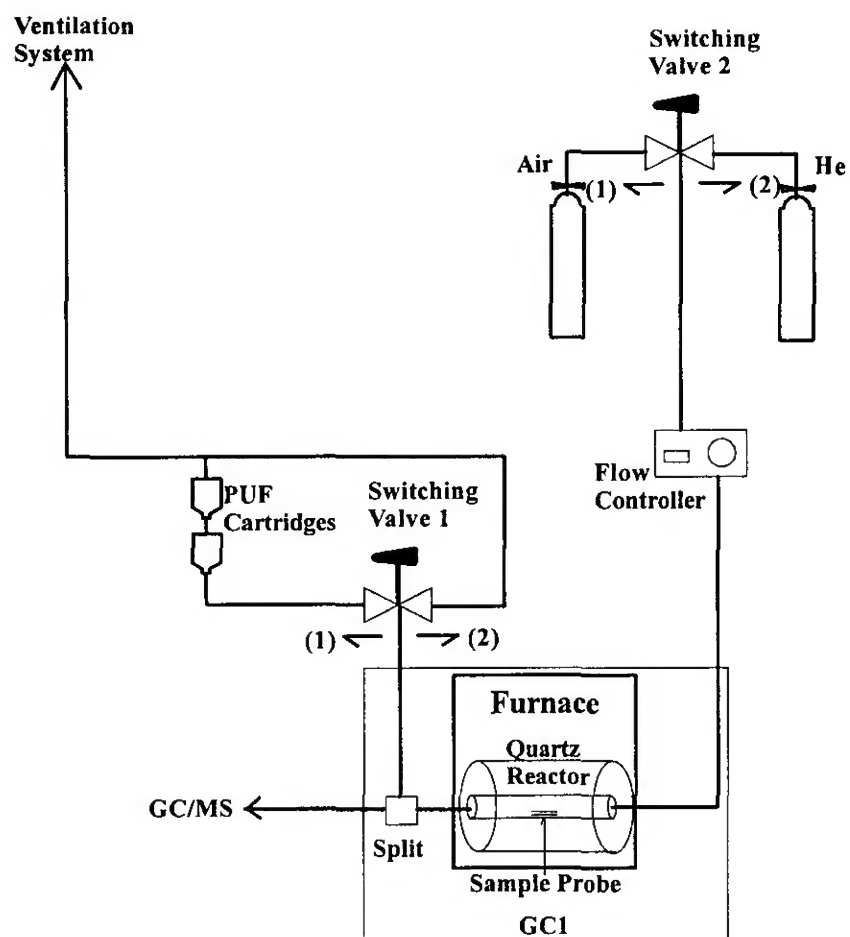 Ventilation
System
Switching
Valve 2
Air
He
(1)
(2)
Flow
Controller
PUF
Cartridges
Switching
Valve 1
(1)
(2)
Furnace
Quartz
Reactor
GC/MS
Split
Sample Probe
GC1